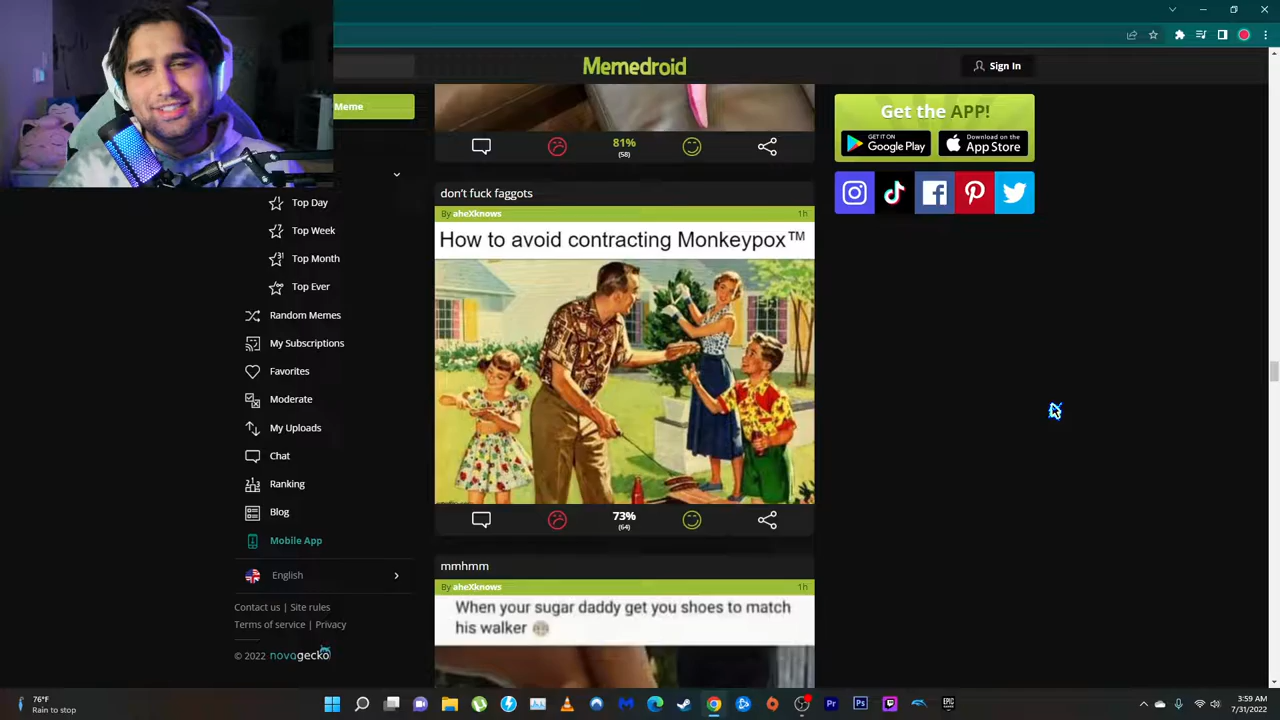 Memedroid
Sign In
Meme
Get the APP!
GET IT ON
Google Play
Download on the
App Store
81%
(58)
don't fuck faggots
By aheXknows
1h
How to avoid contracting Monkeypox™
Top Day
Top Week
Top Month
Top Ever
Random Memes
My Subscriptions
Favorites
Moderate
My Uploads
Chat
Ranking
Blog
Mobile App
English
Contact us | Site rules
Terms of service | Privacy
© 2022 novagecko
73%
(64)
mmhmm
By aheXknows
1h
When your sugar daddy get you shoes to match
his walker
76°F
Rain to stop
Pr
Ps
EPIC
3:59 AM
7/31/2022